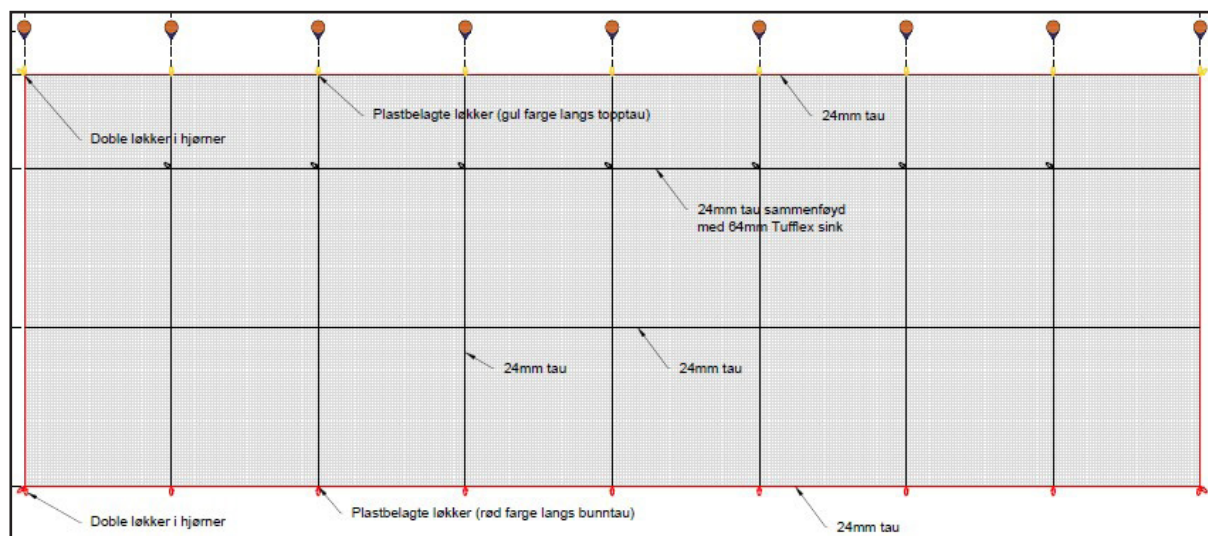 Plastbelagte løkker (gul farge langs topptau)
24mm tau
Doble løkker i hjørner
24mm tau sammenføyd
med 64mm Tufflex sink
24mm tau
24mm tau
Plastbelagte løkker (rød farge langs bunntau)
Doble løkker i hjørner
24mm tau